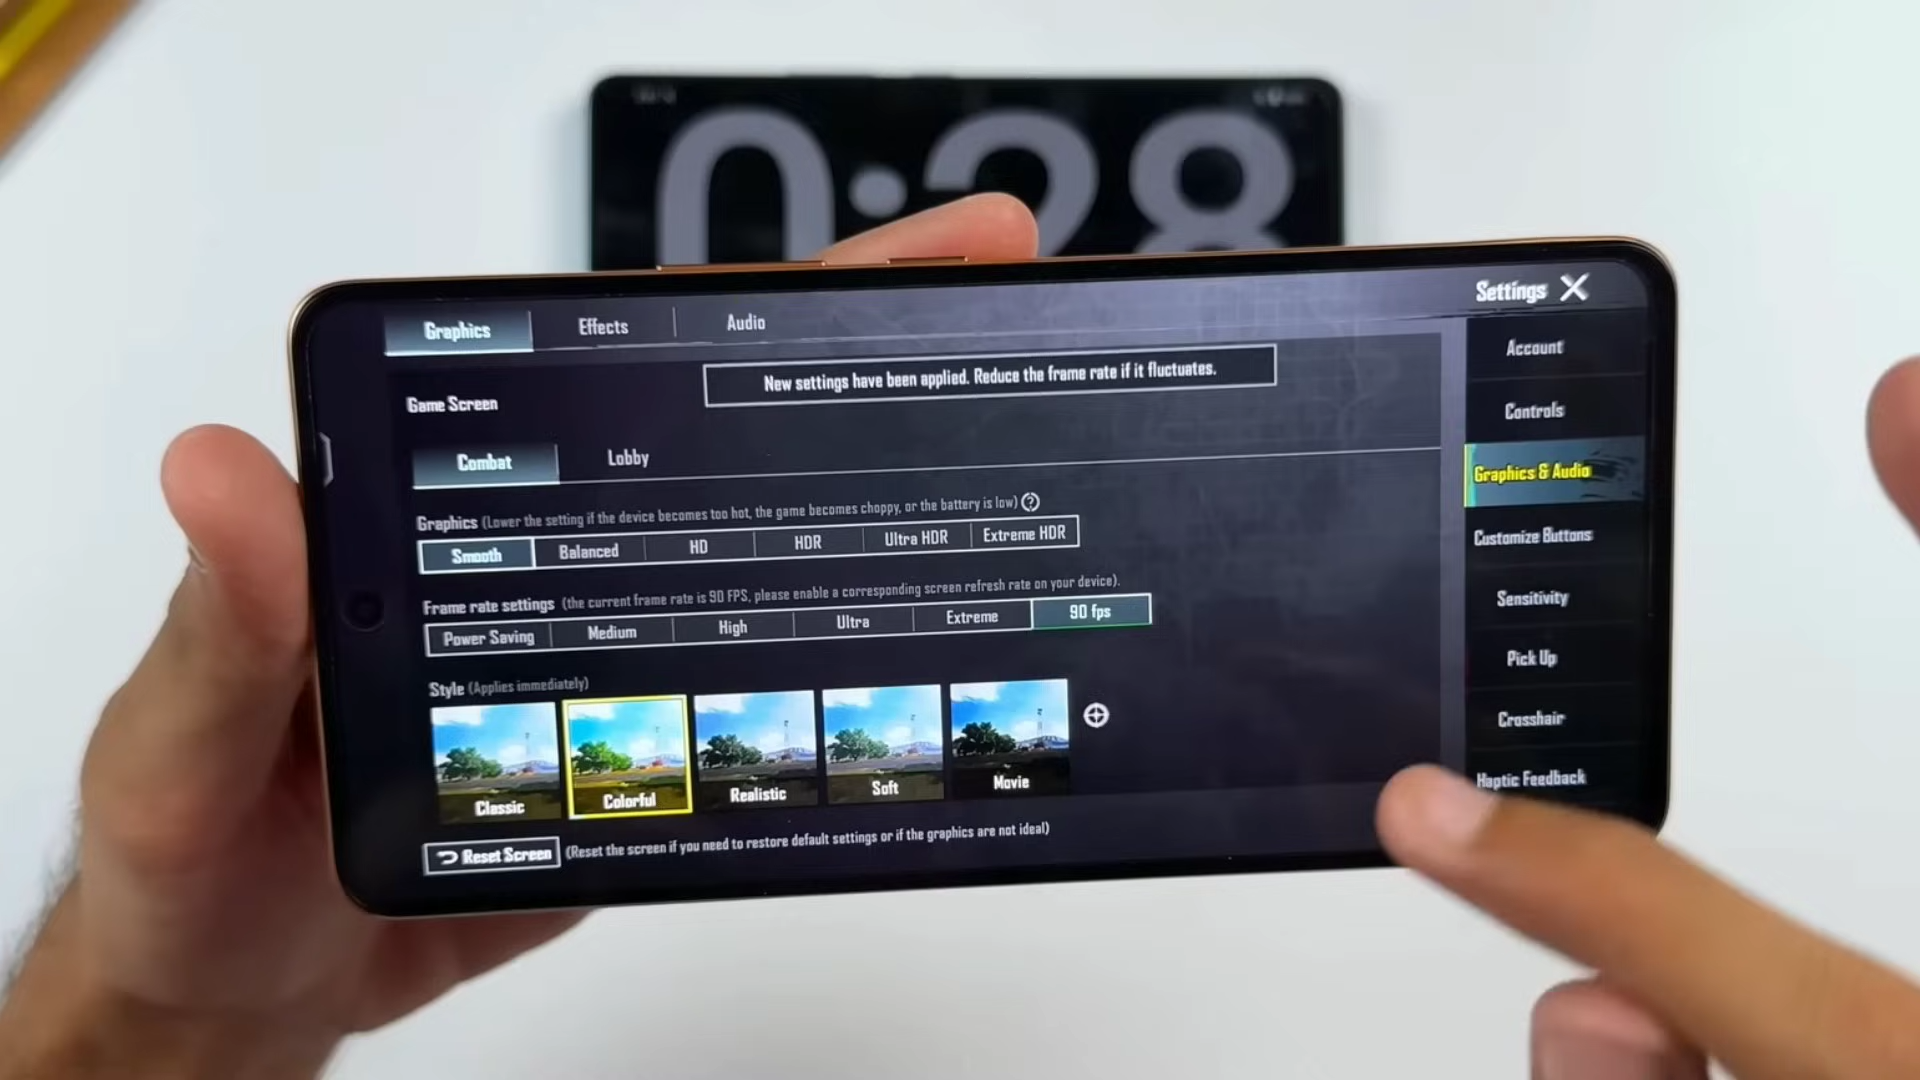 0:28
Settings
Graphics Effects Audio
Account
New settings have been applied. Reduce the frame rate if it fluctuates.
Game Screen
Controls
Combat Lobby
Graphics & Audio
Graphics (Lower the setting if the device becomes too hot, the game becomes choppy, or the battery is low) ?
Smooth Balanced HD HDR Ultra HDR Extreme HDR
Customize Buttons
Frame rate settings (the current frame rate is 90 FPS, please enable a corresponding screen refresh rate on your device).
Power Saving Medium High Ultra Extreme 90 fps
Sensitivity
Pick Up
Style (Applies immediately)
Crosshair
Classic Colorful Realistic Soft Movie
Haptic Feedback
Reset Screen (Reset the screen if you need to restore default settings or if the graphics are not ideal)